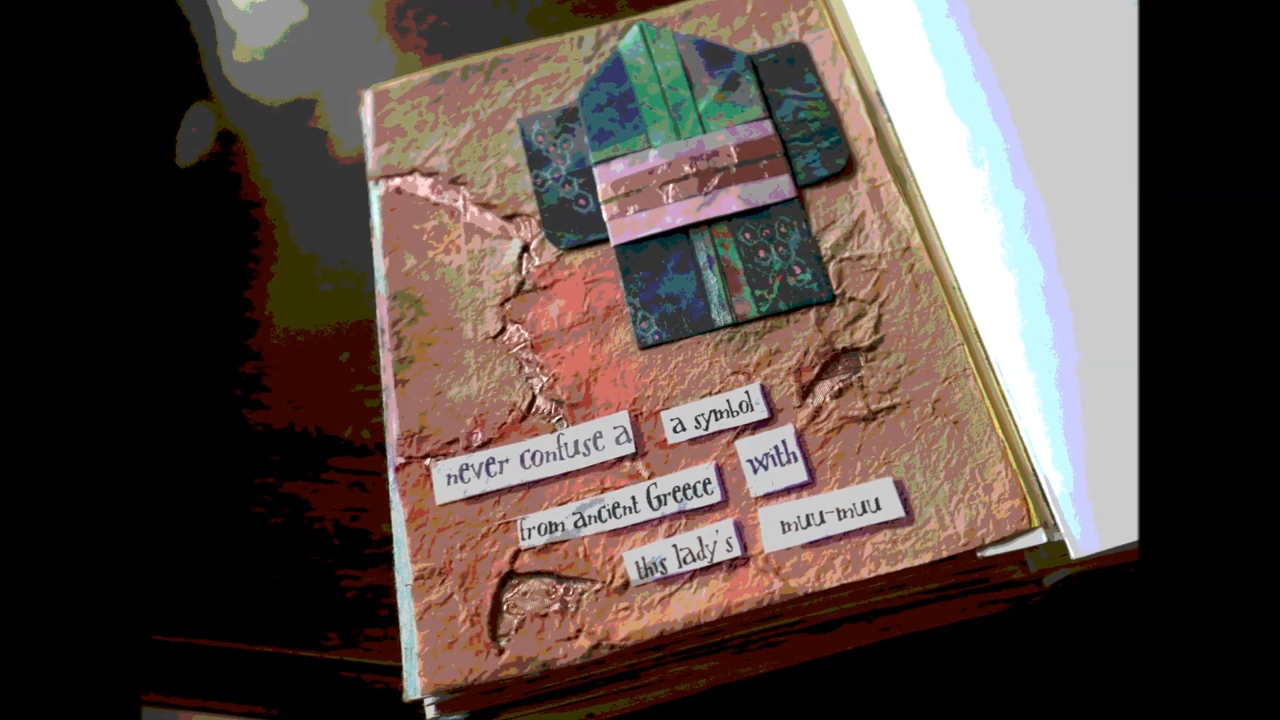 never confuse a
a symbol
from ancient Greece
with
this lady's
muu-muu